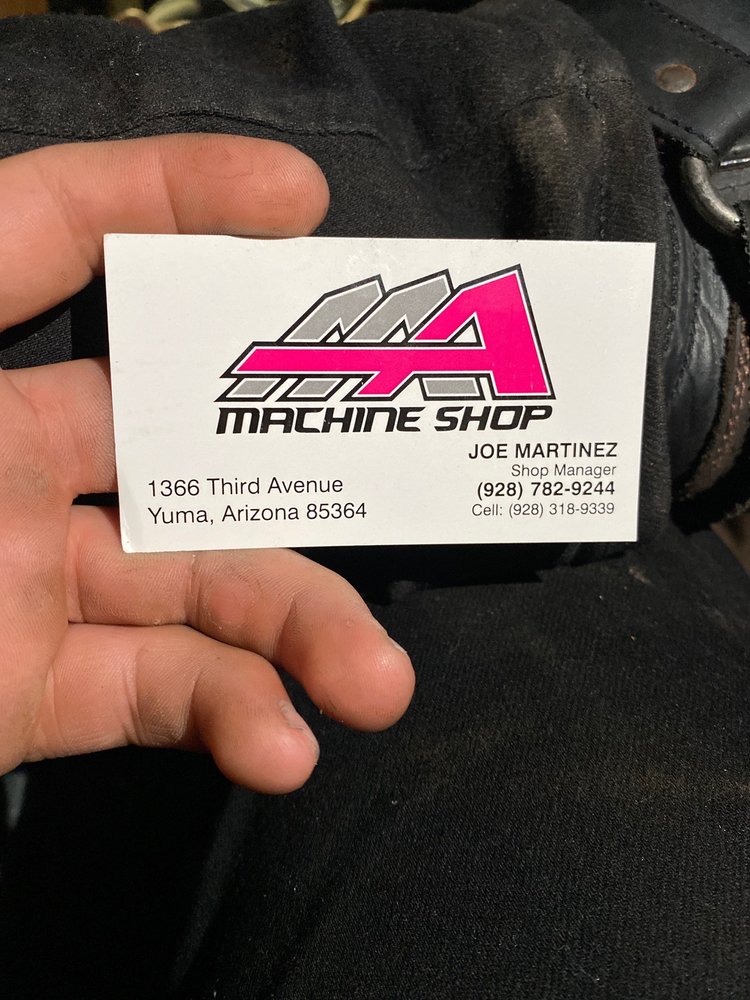 AAA
MACHINE SHOP
JOE MARTINEZ
Shop Manager
(928) 782-9244
Cell: (928) 318-9339
1366 Third Avenue
Yuma, Arizona 85364